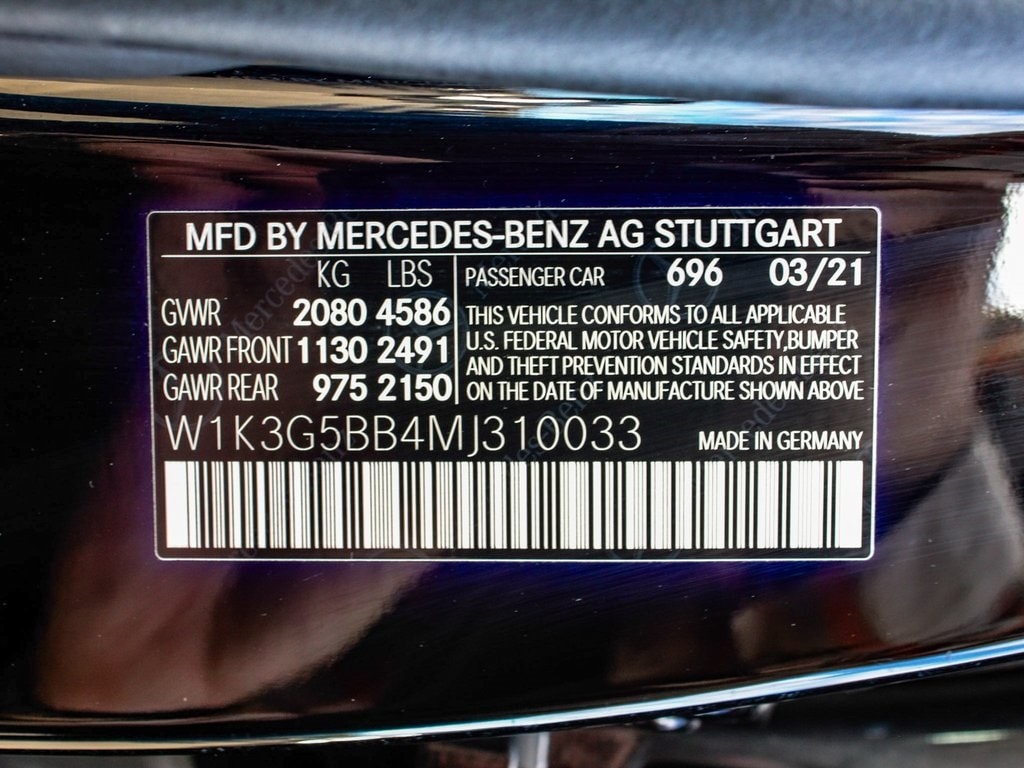 MFD BY MERCEDES-BENZ AG STUTTGART
KG LBS
GVWR 2080 4586
GAWR FRONT 1130 2491
GAWR REAR 975 2150
PASSENGER CAR 696 03/21
THIS VEHICLE CONFORMS TO ALL APPLICABLE
U.S. FEDERAL MOTOR VEHICLE SAFETY,BUMPER
AND THEFT PREVENTION STANDARDS IN EFFECT
ON THE DATE OF MANUFACTURE SHOWN ABOVE
W1K3G5BB4MJ310033
MADE IN GERMANY